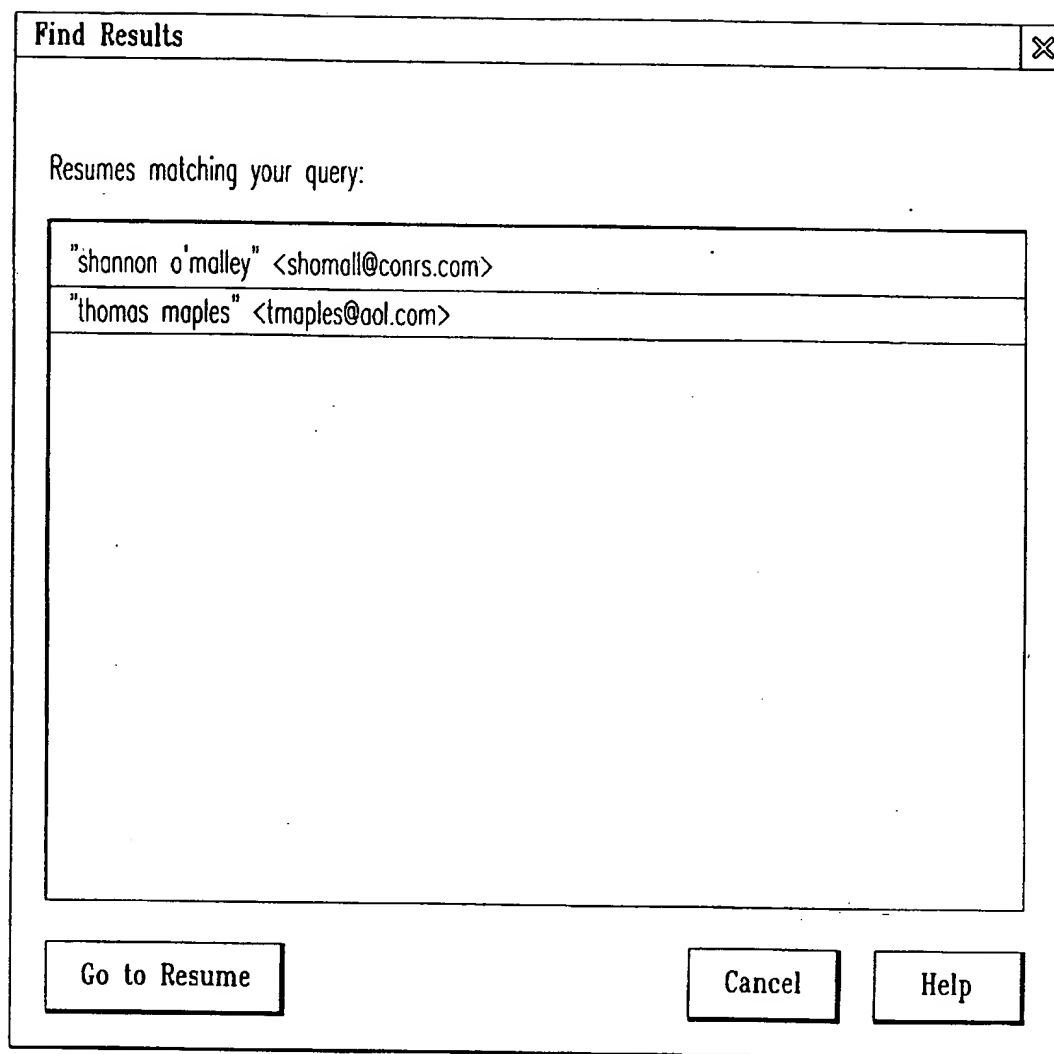 Find Results
Resumes matching your query:
"shannon o'malley" <shomall@conrs.com>
"thomas maples" <tmaples@aol.com>
Go to Resume
Cancel
Help